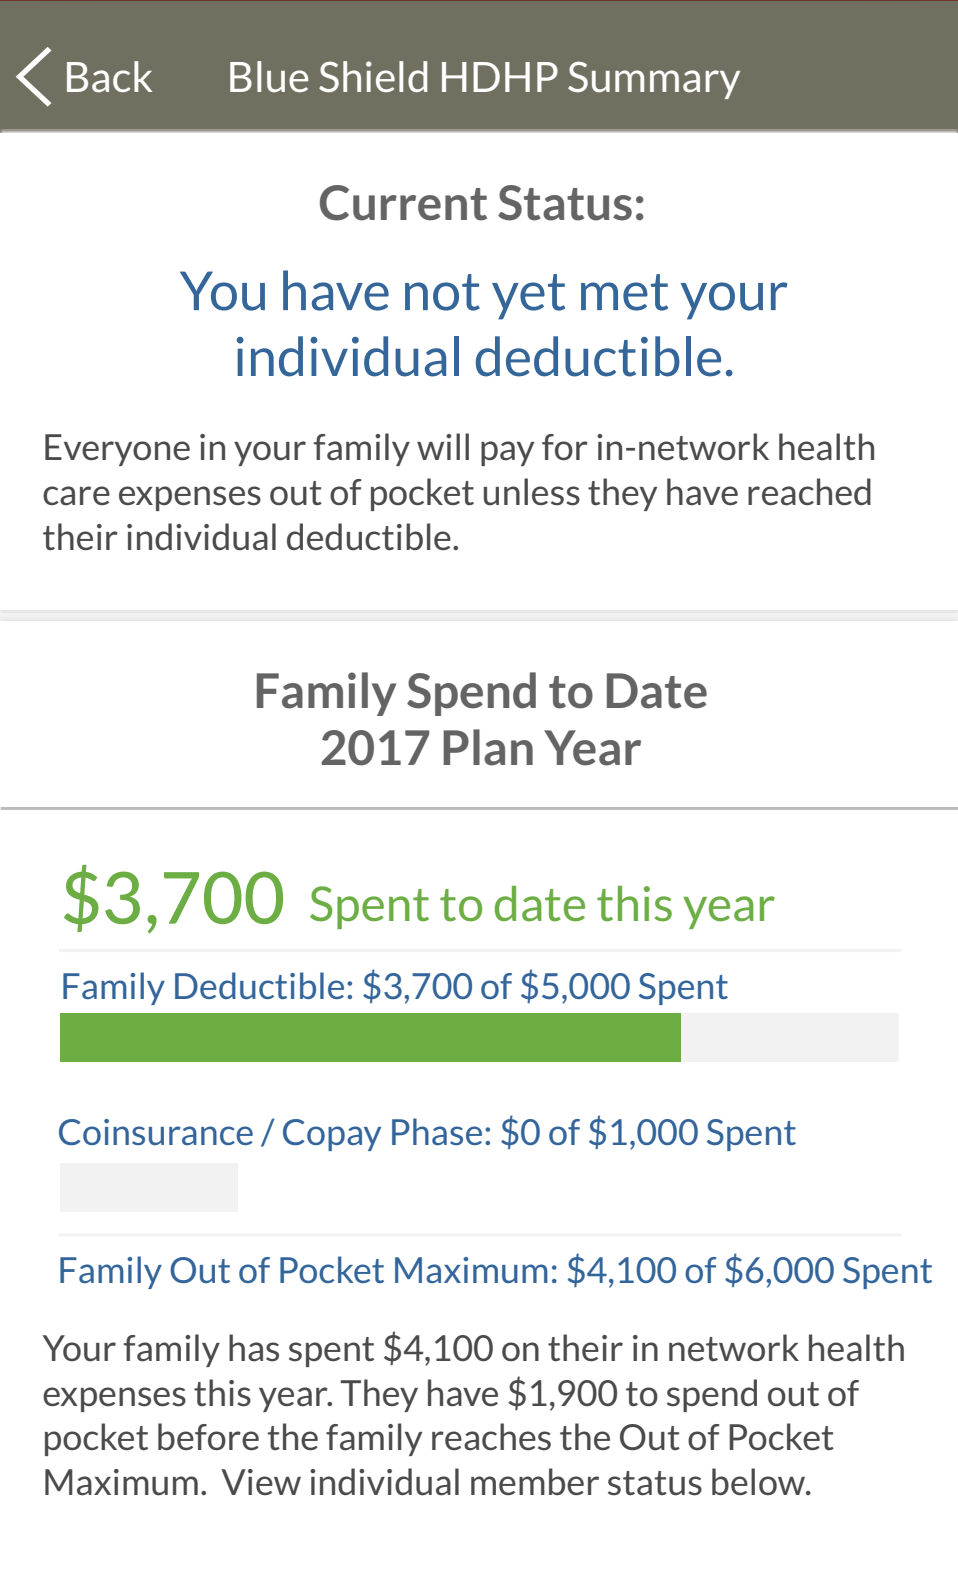 Back
Blue Shield HDHP Summary
Current Status:
You have not yet met your
individual deductible.
Everyone in your family will pay for in-network health
care expenses out of pocket unless they have reached
their individual deductible.
Family Spend to Date
2017 Plan Year
$3,700 Spent to date this year
Family Deductible: $3,700 of $5,000 Spent
Coinsurance / Copay Phase: $0 of $1,000 Spent
Family Out of Pocket Maximum: $4,100 of $6,000 Spent
Your family has spent $4,100 on their in network health
expenses this year. They have $1,900 to spend out of
pocket before the family reaches the Out of Pocket
Maximum.  View individual member status below.